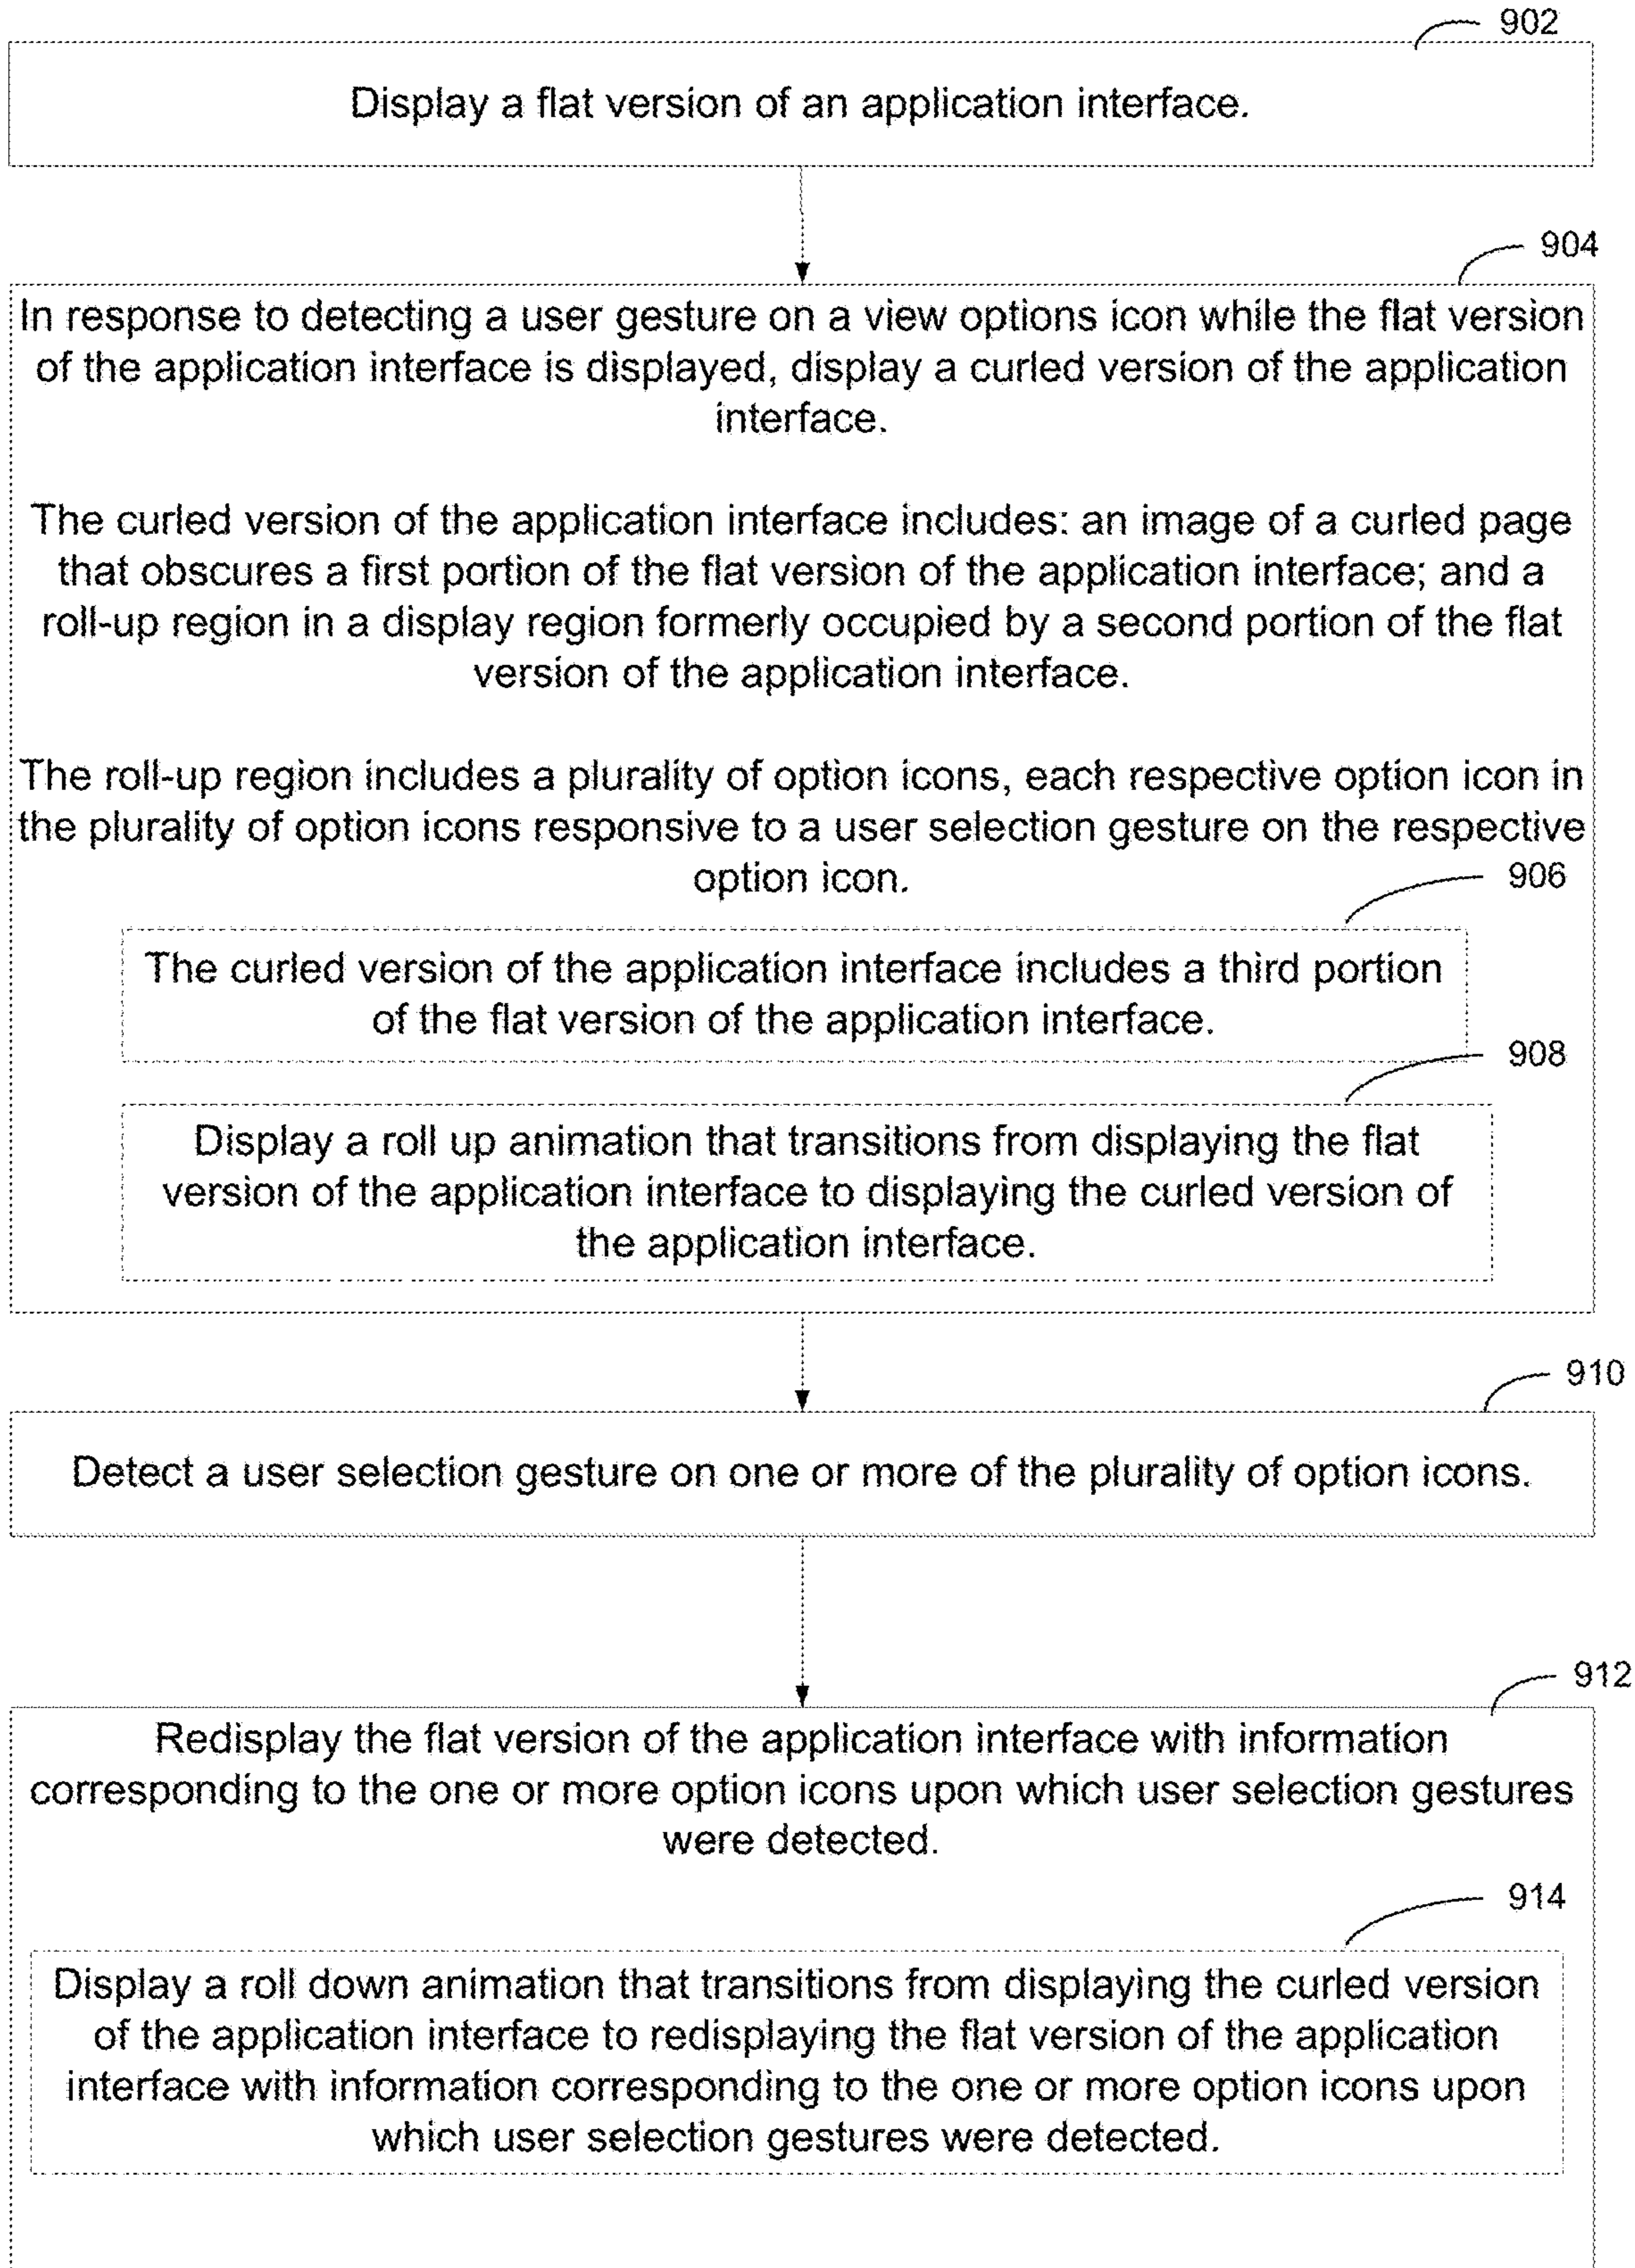 902
Display a flat version of an application interface.
904
In response to detecting a user gesture on a view options icon while the flat version
of the application interface is displayed, display a curled version of the application
interface.
The curled version of the application interface includes: an image of a curled page
that obscures a first portion of the flat version of the application interface; and a
roll-up region in a display region formerly occupied by a second portion of the flat
version of the application interface.
The roll-up region includes a plurality of option icons, each respective option icon in
the plurality of option icons responsive to a user selection gesture on the respective
option icon.
906
The curled version of the application interface includes a third portion
of the flat version of the application interface.
908
Display a roll up animation that transitions from displaying the flat
version of the application interface to displaying the curled version of
the application interface.
910
Detect a user selection gesture on one or more of the plurality of option icons.
912
Redisplay the flat version of the application interface with information
corresponding to the one or more option icons upon which user selection gestures
were detected.
914
Display a roll down animation that transitions from displaying the curled version
of the application interface to redisplaying the flat version of the application
interface with information corresponding to the one or more option icons upon
which user selection gestures were detected.